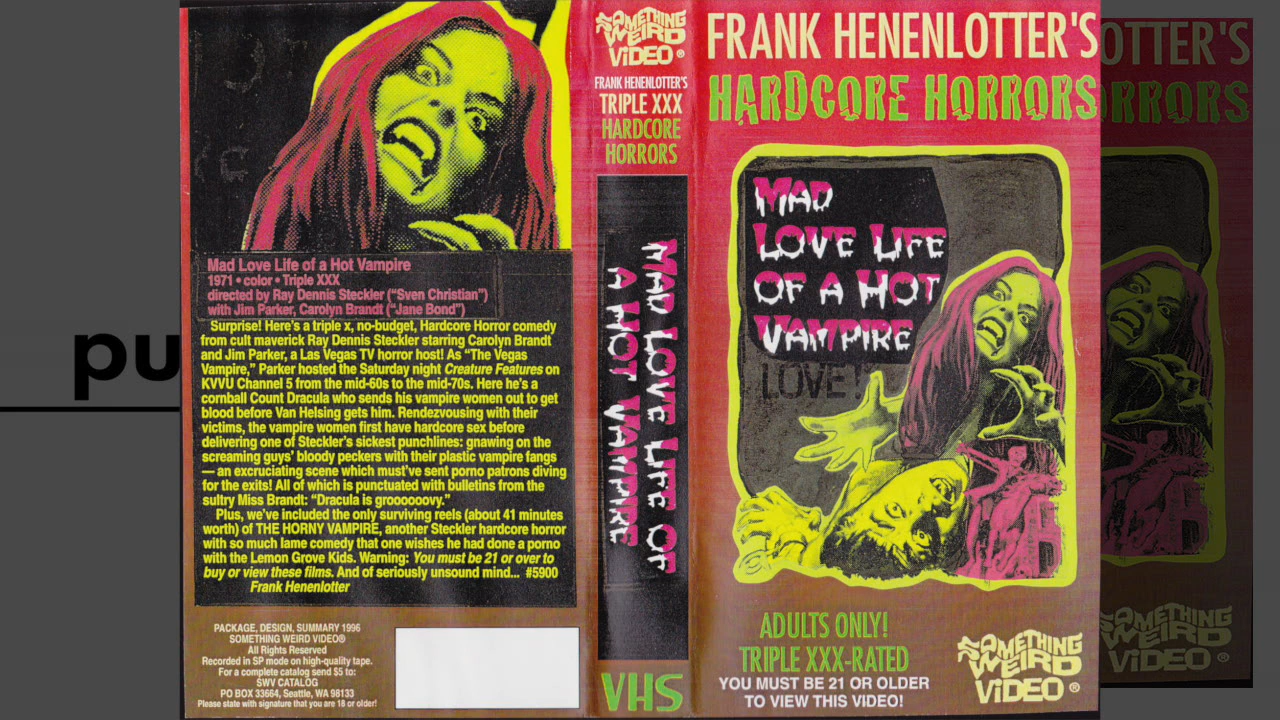 pu
Mad Love Life of a Hot Vampire
1971 • color • Triple XXX
directed by Ray Dennis Steckler ("Sven Christian")
with Jim Parker, Carolyn Brandt ("Jane Bond")
Surprise! Here's a triple x, no-budget, Hardcore Horror comedy
from cult maverick Ray Dennis Steckler starring Carolyn Brandt
and Jim Parker, a Las Vegas TV horror host! As "The Vegas
Vampire," Parker hosted the Saturday night Creature Features on
KVVU Channel 5 from the mid-60s to the mid-70s. Here he's a
cornball Count Dracula who sends his vampire women out to get
blood before Van Helsing gets him. Rendezvousing with their
victims, the vampire women first have hardcore sex before
delivering one of Steckler's sickest punchlines: gnawing on the
screaming guys' bloody peckers with their plastic vampire fangs
— an excruciating scene which must've sent porno patrons diving
for the exits! All of which is punctuated with bulletins from the
sultry Miss Brandt: "Dracula is groooooovy."
Plus, we've included the only surviving reels (about 41 minutes
worth) of THE HORNY VAMPIRE, another Steckler hardcore horror
with so much lame comedy that one wishes he had done a porno
with the Lemon Grove Kids. Warning: You must be 21 or over to
buy or view these films. And of seriously unsound mind... #5900
Frank Henenlotter
PACKAGE, DESIGN, SUMMARY 1996
SOMETHING WEIRD VIDEO®
All Rights Reserved
Recorded in SP mode on high-quality tape.
For a complete catalog send $5 to:
SWV CATALOG
PO BOX 33664, Seattle, WA 98133
Please state with signature that you are 18 or older!
SOMETHING
WEIRD
VIDEO®
FRANK HENENLOTTER'S
TRIPLE XXX
HARDCORE
HORRORS
MAD LOVE LIFE OF
A HOT VAMPIRE
VHS
FRANK HENENLOTTER'S
HARDCORE HORRORS
MAD
LOVE LIFE
OF A HOT
VAMPIRE
LOVE!
ADULTS ONLY!
TRIPLE XXX-RATED
YOU MUST BE 21 OR OLDER
TO VIEW THIS VIDEO!
SOMETHING
WEIRD
VIDEO®
OTTER'S
RRORS
SOMETHING
WEIRD
VIDEO®